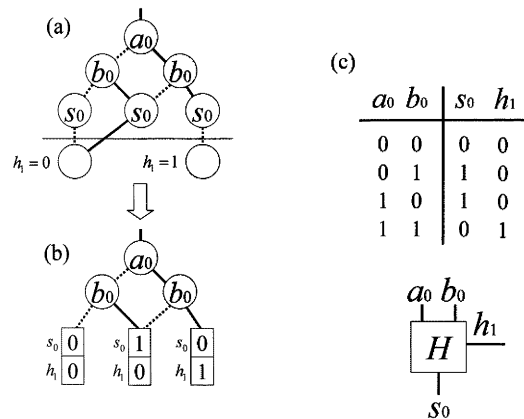 (a)
a₀
b₀ b₀
s₀ s₀ s₀
h₁ = 0 h₁ = 1
(b)
a₀
b₀ b₀
s₀ 0 s₀ 1 s₀ 0
h₁ 0 h₁ 0 h₁ 1
(c)
a₀ b₀ s₀ h₁
0 0 0 0
0 1 1 0
1 0 1 0
1 1 0 1
a₀ b₀
H h₁
s₀